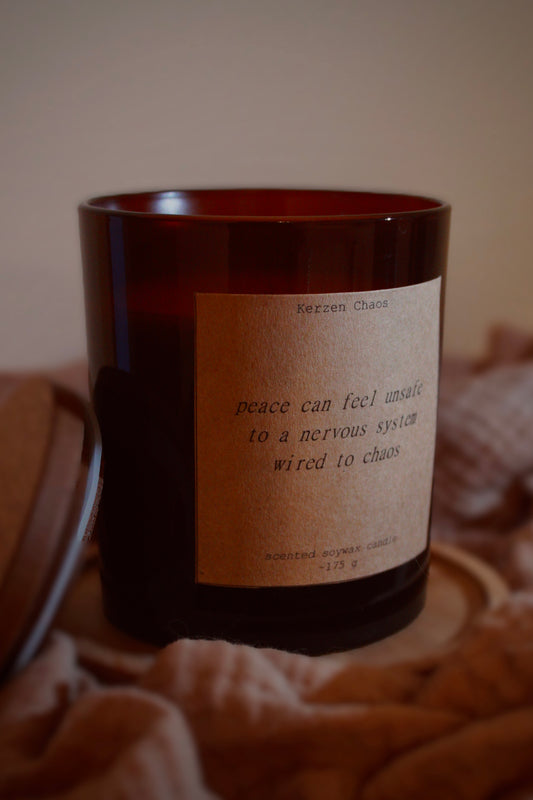 Kerzen Chaos
peace can feel unsafe
to a nervous system
wired to chaos
scented soywax candle
~175 g